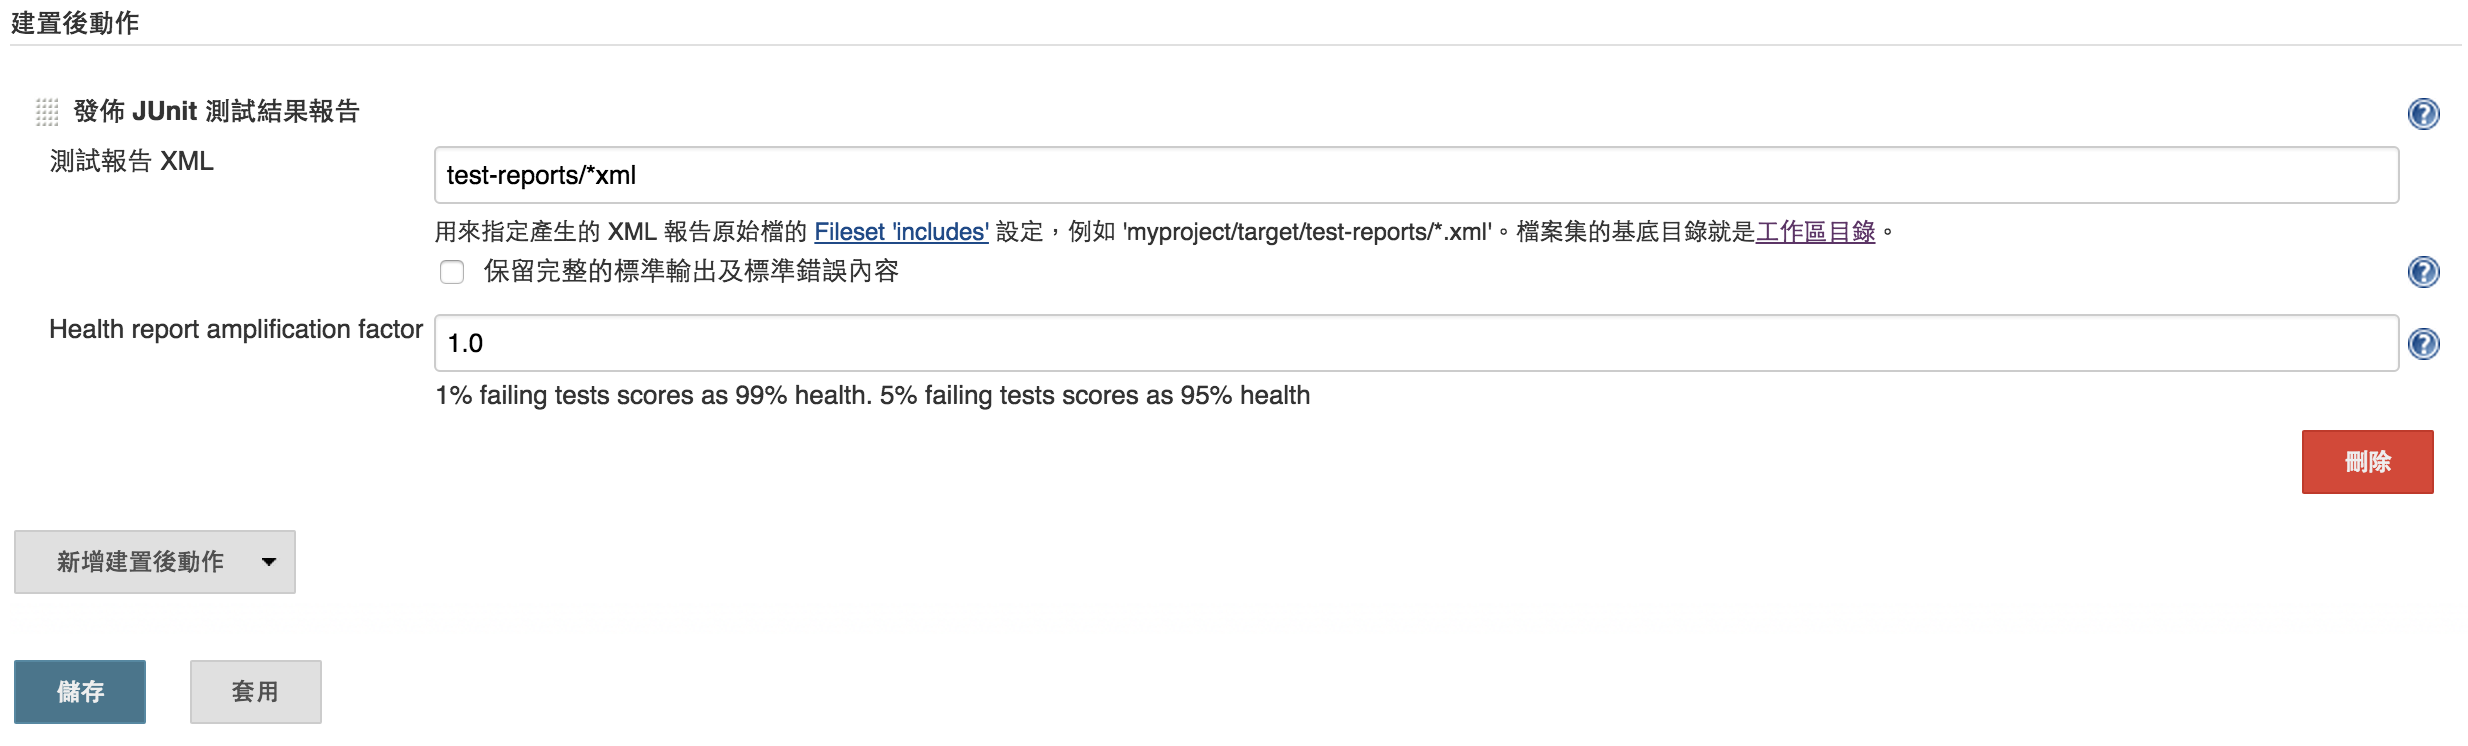 建置後動作
發佈 JUnit 測試結果報告
測試報告 XML
test-reports/*xml
用來指定產生的 XML 報告原始檔的 Fileset 'includes' 設定，例如 'myproject/target/test-reports/*.xml'。檔案集的基底目錄就是工作區目錄。
保留完整的標準輸出及標準錯誤內容
Health report amplification factor
1.0
1% failing tests scores as 99% health. 5% failing tests scores as 95% health
刪除
新增建置後動作
儲存
套用